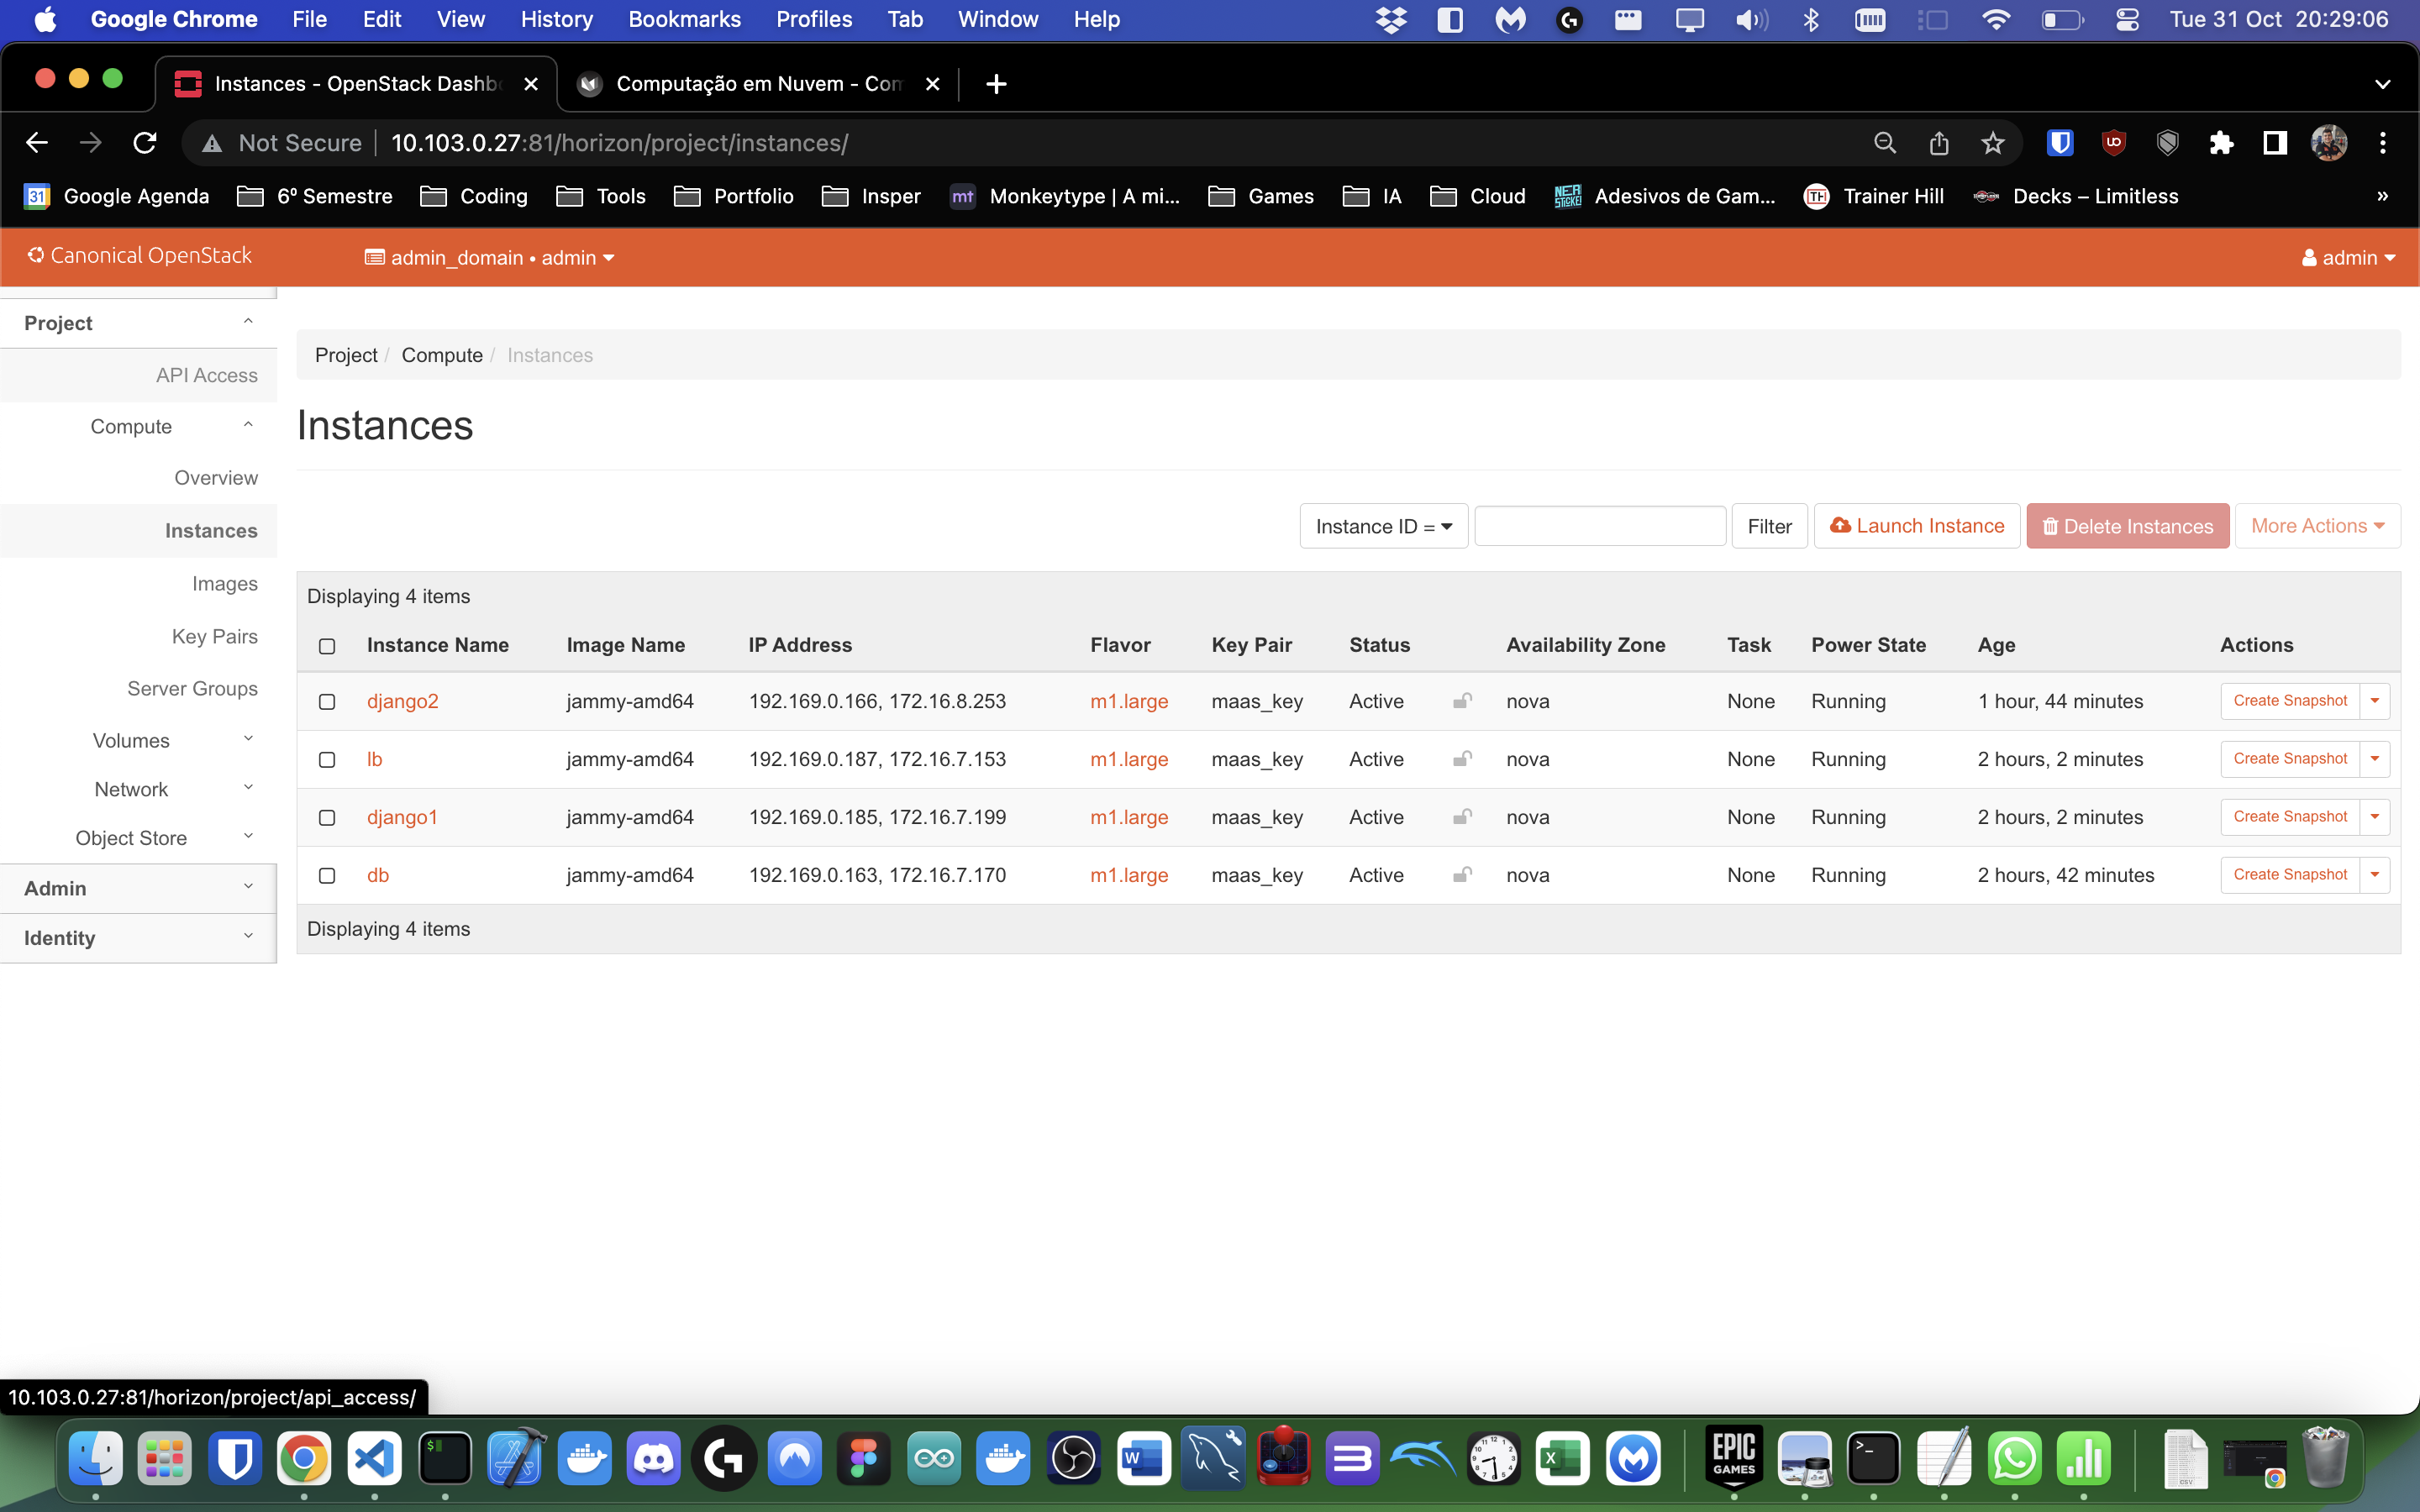 Google Chrome File Edit View History Bookmarks Profiles Tab Window Help Tue 31 Oct 20:29:06
Instances - OpenStack Dashb Computação em Nuvem - Con
Not Secure 10.103.0.27:81/horizon/project/instances/
31 Google Agenda 6º Semestre Coding Tools Portfolio Insper mt Monkeytype | A mi... Games IA Cloud Adesivos de Gam... TH Trainer Hill Decks – Limitless »
Canonical OpenStack admin_domain • admin admin
Project
API Access
Compute
Overview
Instances
Images
Key Pairs
Server Groups
Volumes
Network
Object Store
Admin
Identity
Project / Compute / Instances
Instances
Instance ID = Filter Launch Instance Delete Instances More Actions
Displaying 4 items
Instance Name Image Name IP Address Flavor Key Pair Status Availability Zone Task Power State Age Actions
django2 jammy-amd64 192.169.0.166, 172.16.8.253 m1.large maas_key Active nova None Running 1 hour, 44 minutes Create Snapshot
lb jammy-amd64 192.169.0.187, 172.16.7.153 m1.large maas_key Active nova None Running 2 hours, 2 minutes Create Snapshot
django1 jammy-amd64 192.169.0.185, 172.16.7.199 m1.large maas_key Active nova None Running 2 hours, 2 minutes Create Snapshot
db jammy-amd64 192.169.0.163, 172.16.7.170 m1.large maas_key Active nova None Running 2 hours, 42 minutes Create Snapshot
Displaying 4 items
10.103.0.27:81/horizon/project/api_access/
EPIC
GAMES